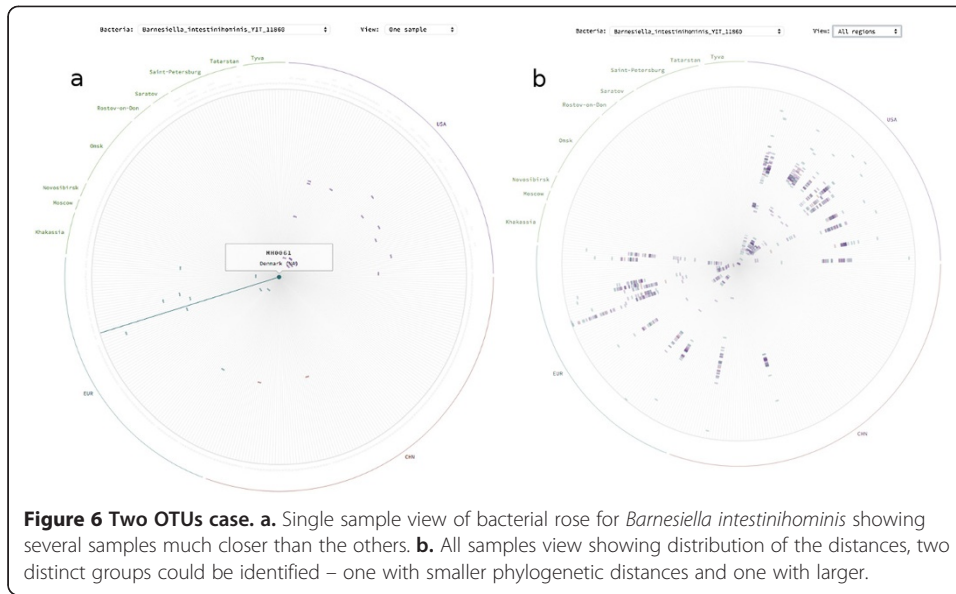 Bacteria: Barnesiella_intestinihominis_YIT_11860 View: One sample
a
Tyva
Tatarstan
Saint-Petersburg
Saratov
Rostov-on-Don
Omsk
Novosibirsk
Moscow
Khakassia
USA
MH0061
EUR
CHN
Bacteria: Barnesiella_intestinihominis_YIT_11860 View: All regions
b
Tyva
Tatarstan
Saint-Petersburg
Saratov
Rostov-on-Don
Omsk
Novosibirsk
Moscow
Khakassia
USA
EUR
CHN
Figure 6 Two OTUs case. a. Single sample view of bacterial rose for Barnesiella intestinihominis showing
several samples much closer than the others. b. All samples view showing distribution of the distances, two
distinct groups could be identified – one with smaller phylogenetic distances and one with larger.